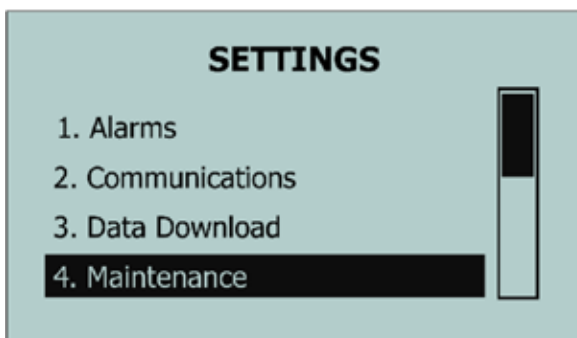 SETTINGS
1. Alarms
2. Communications
3. Data Download
4. Maintenance